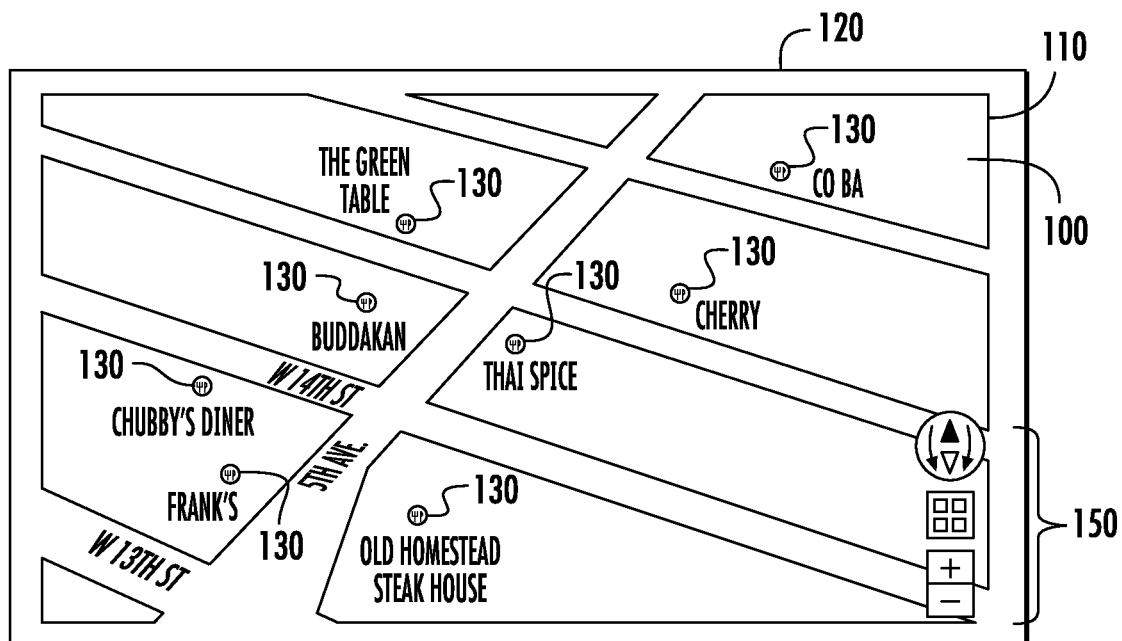 120
110
130
THE GREEN
TABLE
130
CO BA
100
130
130
130
BUDDAKAN
CHERRY
130
THAI SPICE
W 14TH ST
CHUBBY'S DINER
5TH AVE.
FRANK'S
130
130
150
W 13TH ST
OLD HOMESTEAD
STEAK HOUSE
+
−